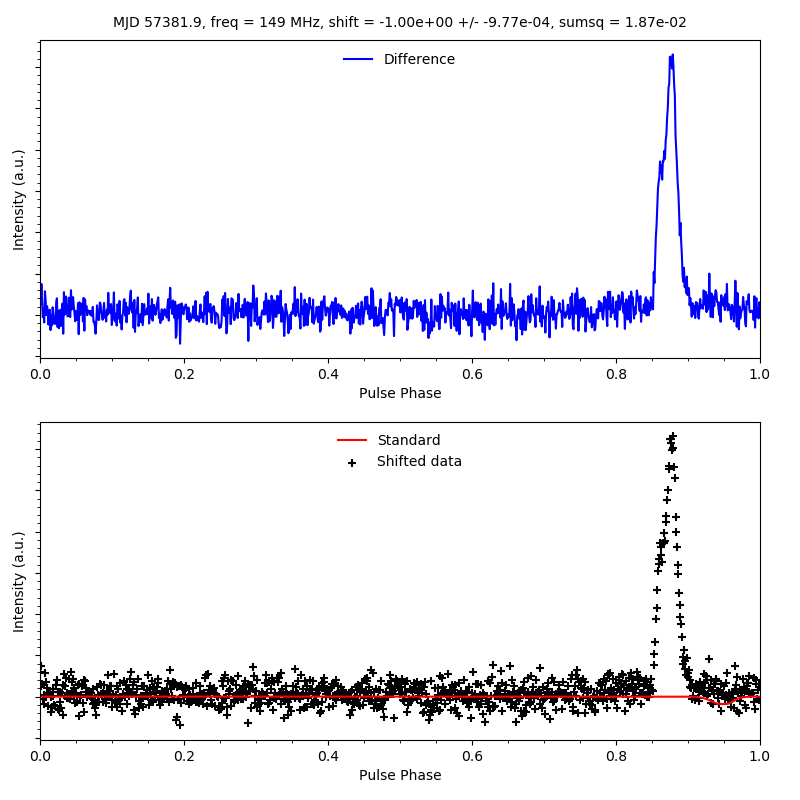 MJD 57381.9, freq = 149 MHz, shift = -1.00e+00 +/- -9.77e-04, sumsq = 1.87e-02
Difference
Intensity (a.u.)
0.0 0.2 0.4 0.6 0.8 1.0
Pulse Phase
Standard
Shifted data
Intensity (a.u.)
0.0 0.2 0.4 0.6 0.8 1.0
Pulse Phase